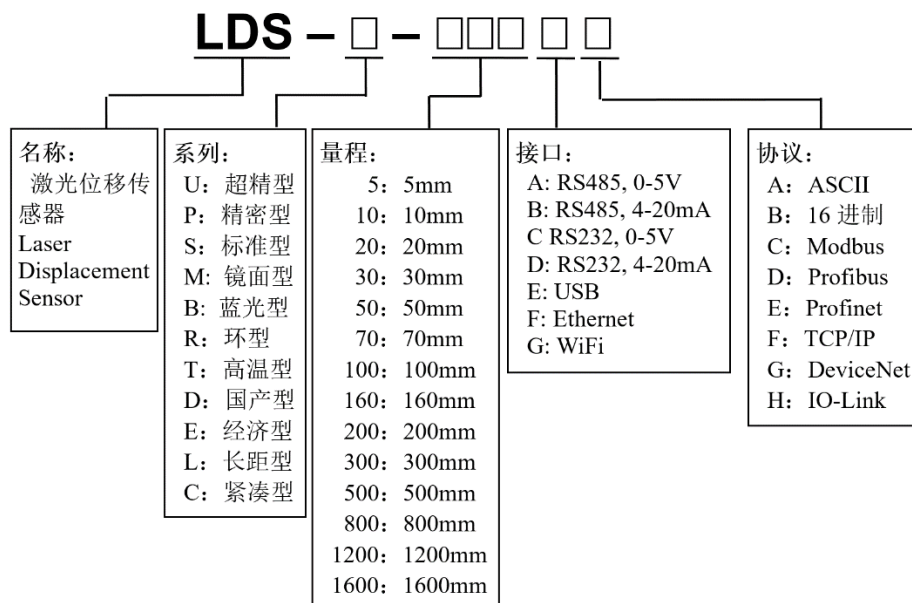 LDS – □ – □□□ □ □
名称：
激光位移传
感器
Laser
Displacement
Sensor
系列：
U：超精型
P：精密型
S：标准型
M：镜面型
B：蓝光型
R：环型
T：高温型
D：国产型
E：经济型
L：长距型
C：紧凑型
量程：
5：5mm
10：10mm
20：20mm
30：30mm
50：50mm
70：70mm
100：100mm
160：160mm
200：200mm
300：300mm
500：500mm
800：800mm
1200：1200mm
1600：1600mm
接口：
A: RS485, 0-5V
B: RS485, 4-20mA
C RS232, 0-5V
D: RS232, 4-20mA
E: USB
F: Ethernet
G: WiFi
协议：
A：ASCII
B：16 进制
C：Modbus
D：Profibus
E：Profinet
F：TCP/IP
G：DeviceNet
H：IO-Link